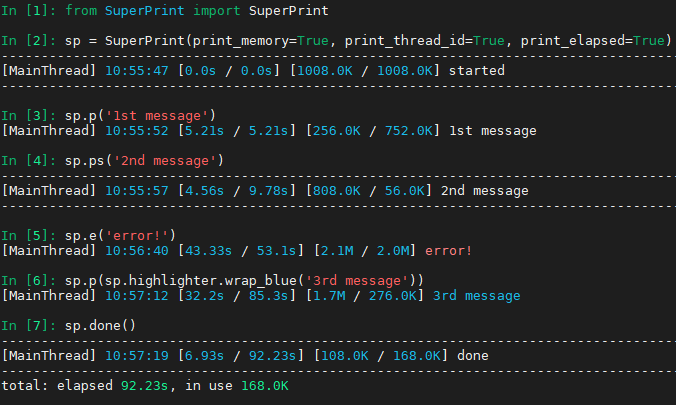 In [1]: from SuperPrint import SuperPrint
In [2]: sp = SuperPrint(print_memory=True, print_thread_id=True, print_elapsed=True)
------------------------------------------------------------------------------------
[MainThread] 10:55:47 [0.0s / 0.0s] [1008.0K / 1008.0K] started
------------------------------------------------------------------------------------
In [3]: sp.p('1st message')
[MainThread] 10:55:52 [5.21s / 5.21s] [256.0K / 752.0K] 1st message
In [4]: sp.ps('2nd message')
------------------------------------------------------------------------------------
[MainThread] 10:55:57 [4.56s / 9.78s] [808.0K / 56.0K] 2nd message
------------------------------------------------------------------------------------
In [5]: sp.e('error!')
[MainThread] 10:56:40 [43.33s / 53.1s] [2.1M / 2.0M] error!
In [6]: sp.p(sp.highlighter.wrap_blue('3rd message'))
[MainThread] 10:57:12 [32.2s / 85.3s] [1.7M / 276.0K] 3rd message
In [7]: sp.done()
------------------------------------------------------------------------------------
[MainThread] 10:57:19 [6.93s / 92.23s] [108.0K / 168.0K] done
------------------------------------------------------------------------------------
total: elapsed 92.23s, in use 168.0K